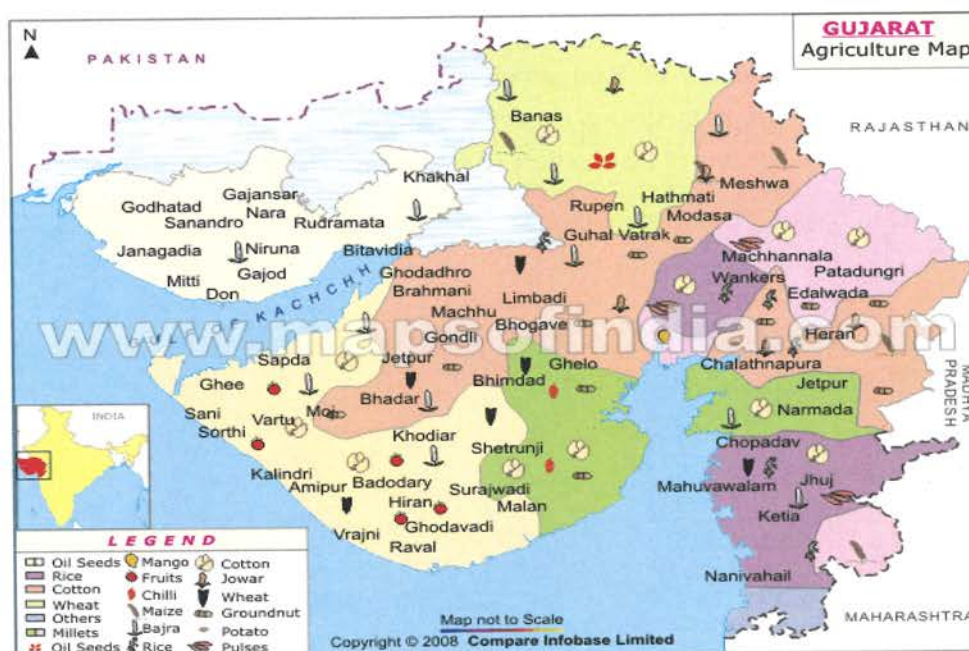 GUJARAT
Agriculture Map
N
PAKISTAN
RAJASTHAN
Banas
Khakhal
Meshwa
Gajansar
Godhatad
Nara
Sanandro
Rudramata
Rupen
Hathmati
Modasa
Guhal Vatrak
Janagadia
Niruna
Bitavidia
Machhannala
Mitti
Gajod
Ghodadhro
Wankers
Patadungri
Don
Brahmani
Limbadi
Edalwada
Machhu
Bhogave
Heran
GULF OF KACHCHH
www.mapsofindia.com
Gondli
Sapda
Jetpur
Ghelo
Chalathnapura
Ghee
Bhimdad
Jetpur
MADHYA
PRADESH
INDIA
Sani
Vartu
Mo
Bhadar
Narmada
Sorthi
Khodiar
Shetrunji
Chopadav
Kalindri
Badodary
Mahuvawalam
Jhuj
Amipur
Hiran
Surajwadi
Malan
Ketia
Vrajni
Ghodavadi
Raval
Nanivahail
MAHARASHTRA
LEGEND
Oil Seeds
Mango
Cotton
Rice
Fruits
Jowar
Cotton
Chilli
Wheat
Wheat
Maize
Groundnut
Others
Bajra
Potato
Millets
Rice
Pulses
Oil Seeds
Map not to Scale
Copyright © 2008 Compare Infobase Limited